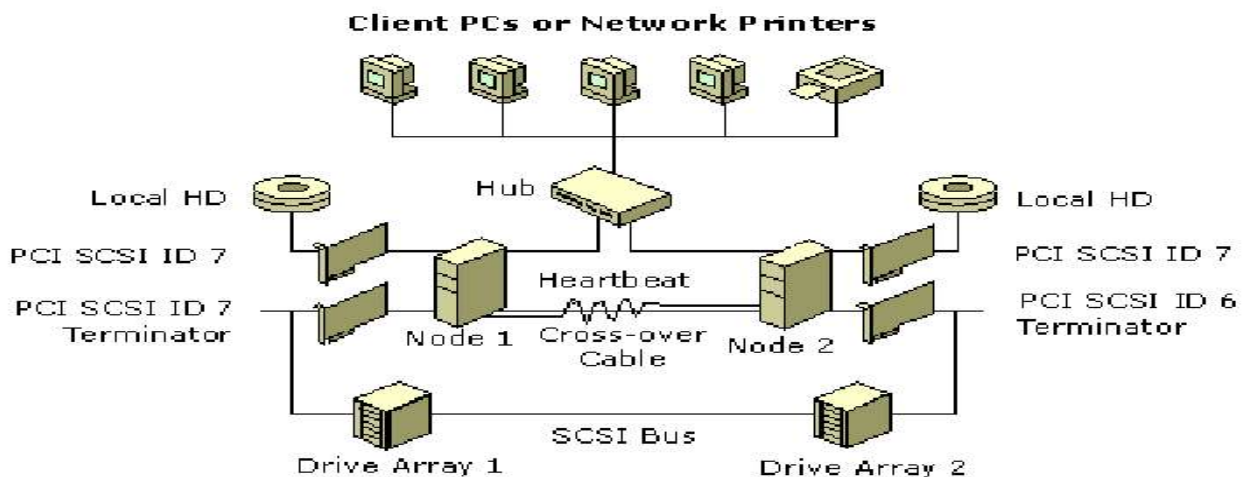 Client PCs or Network Printers
Local HD
Hub
Local HD
PCI SCSI ID 7
PCI SCSI ID 7
Heartbeat
PCI SCSI ID 7
Terminator
PCI SCSI ID 6
Terminator
Node 1
Cross-over
Cable
Node 2
SCSI Bus
Drive Array 1
Drive Array 2